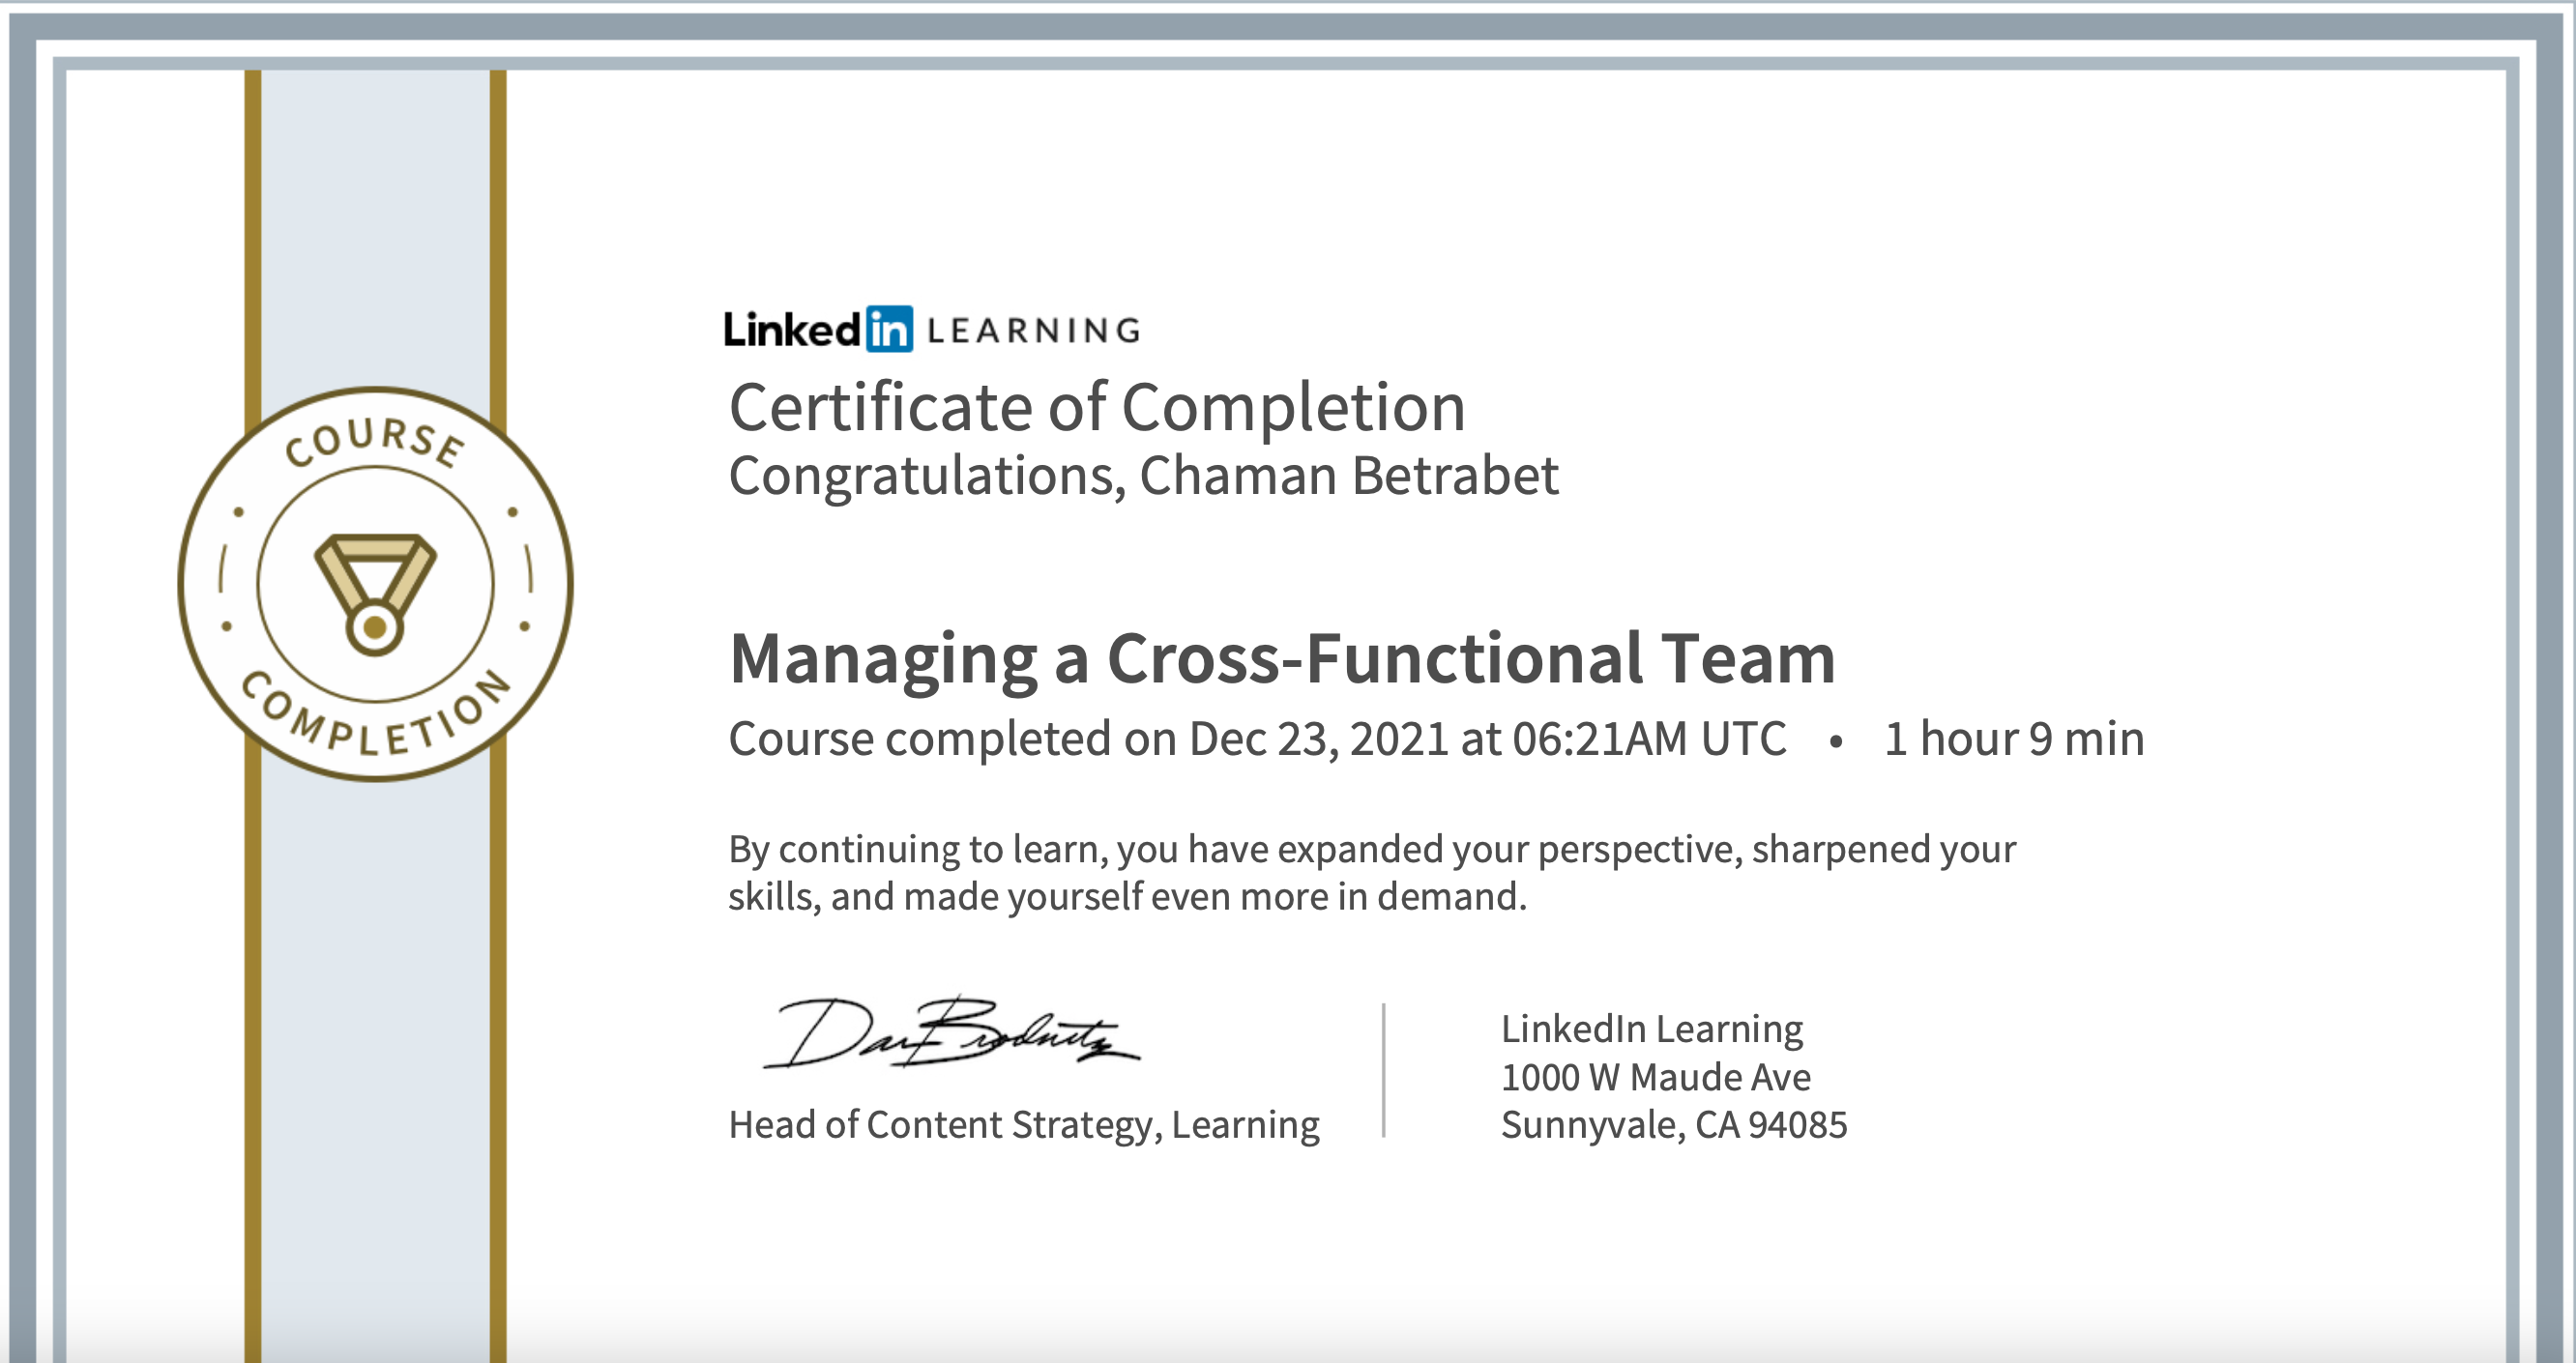 COURSE
COMPLETION
Linkedin LEARNING
Certificate of Completion
Congratulations, Chaman Betrabet
Managing a Cross-Functional Team
Course completed on Dec 23, 2021 at 06:21AM UTC • 1 hour 9 min
By continuing to learn, you have expanded your perspective, sharpened your
skills, and made yourself even more in demand.
Dan Brodnitz
Head of Content Strategy, Learning
LinkedIn Learning
1000 W Maude Ave
Sunnyvale, CA 94085